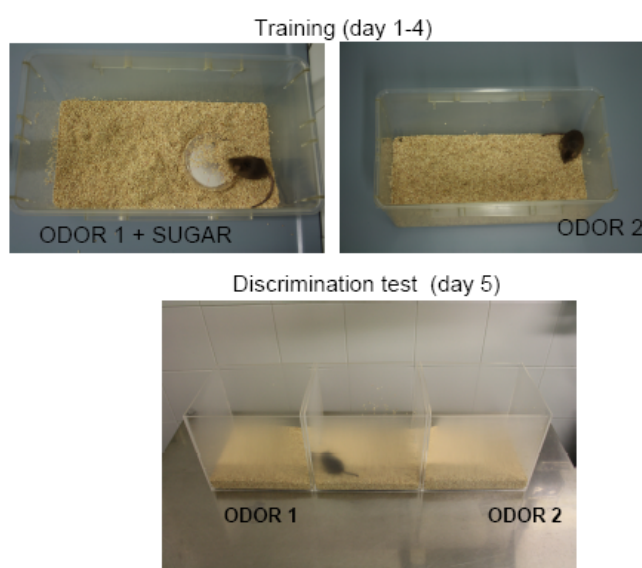 Training (day 1-4)
ODOR 1 + SUGAR
ODOR 2
Discrimination test (day 5)
ODOR 1
ODOR 2